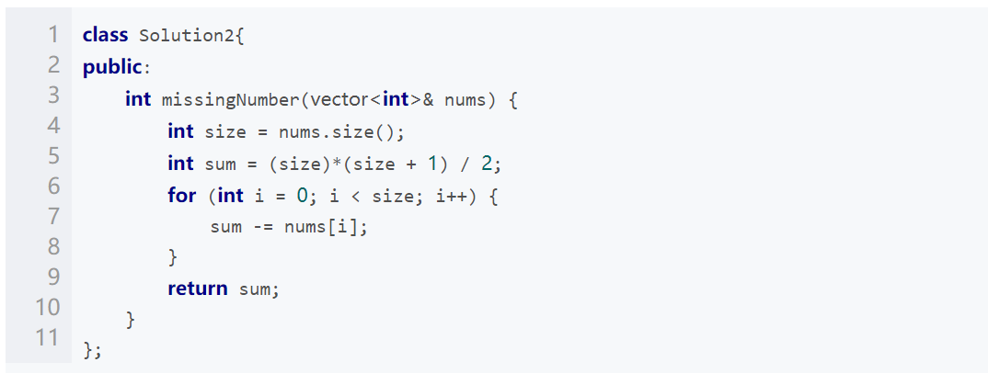 1 class Solution2{
2 public:
3     int missingNumber(vector<int>& nums) {
4         int size = nums.size();
5         int sum = (size)*(size + 1) / 2;
6         for (int i = 0; i < size; i++) {
7             sum -= nums[i];
8         }
9         return sum;
10     }
11 };